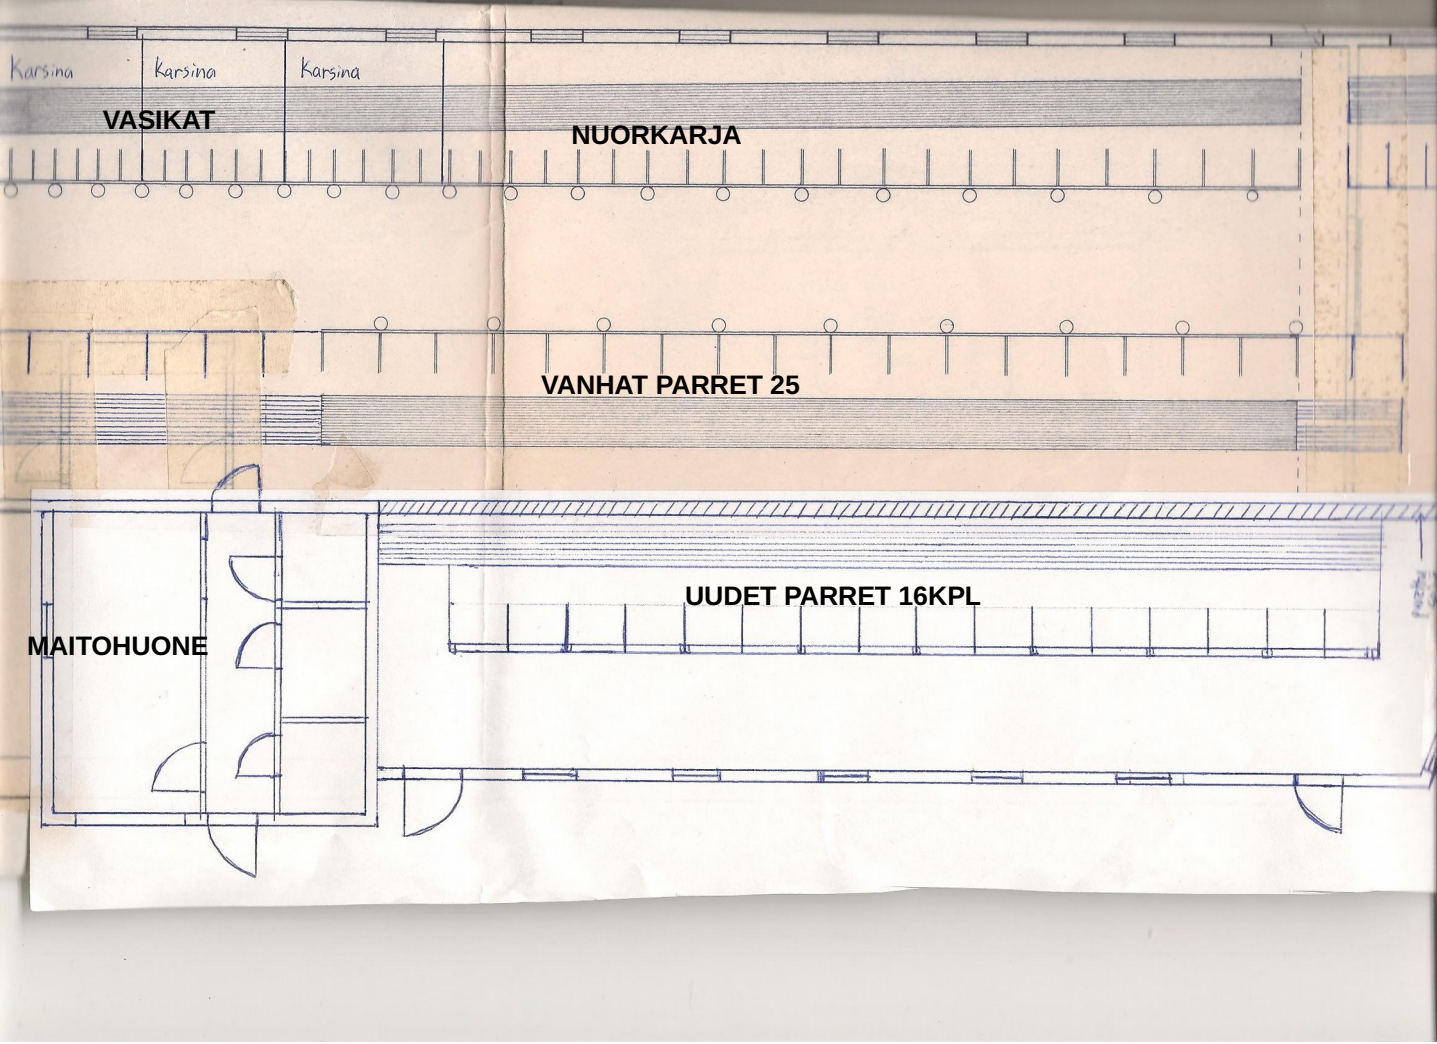 Karsina Karsina Karsina
VASIKAT
NUORKARJA
VANHAT PARRET 25
UUDET PARRET 16KPL
MAITOHUONE